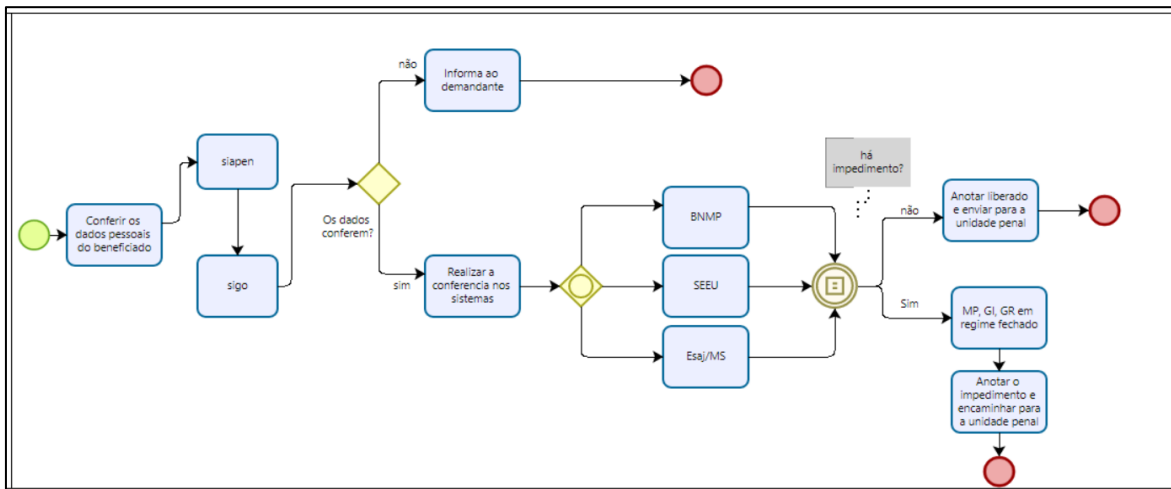 Conferir os
dados pessoais
do beneficiado
siapen
sigo
Os dados
conferem?
não
Informa ao
demandante
sim
Realizar a
conferencia nos
sistemas
BNMP
SEEU
Esaj/MS
há
impedimento?
não
Anotar liberado
e enviar para a
unidade penal
Sim
MP, GI, GR em
regime fechado
Anotar o
impedimento e
encaminhar para
a unidade penal